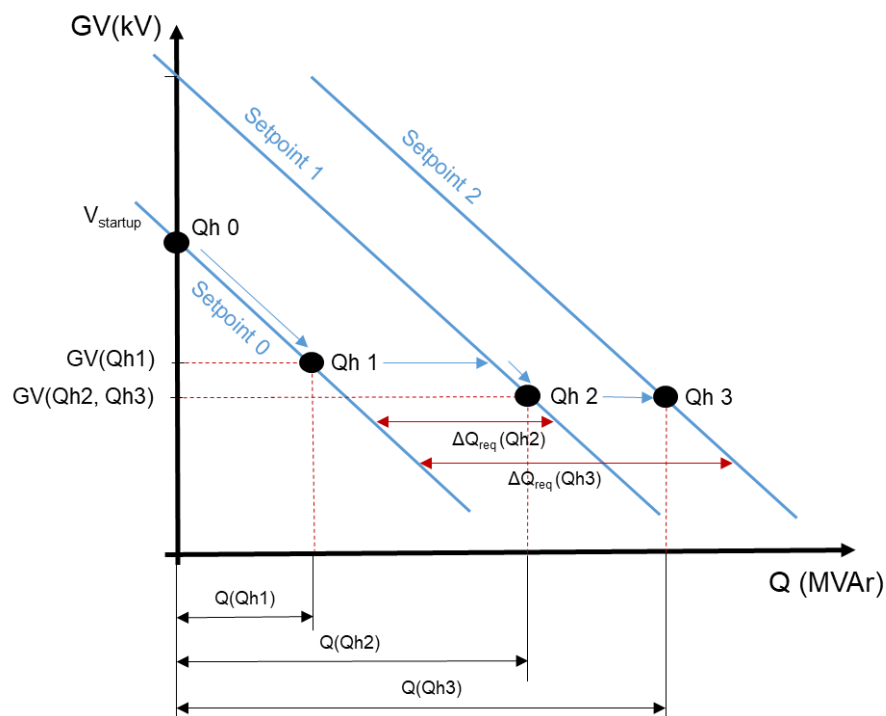 GV(kV)
Setpoint 1
Setpoint 2
V startup
Qh 0
Setpoint 0
GV(Qh1)
Qh 1
GV(Qh2, Qh3)
Qh 2
Qh 3
ΔQreq (Qh2)
ΔQreq (Qh3)
Q (MVAr)
Q(Qh1)
Q(Qh2)
Q(Qh3)